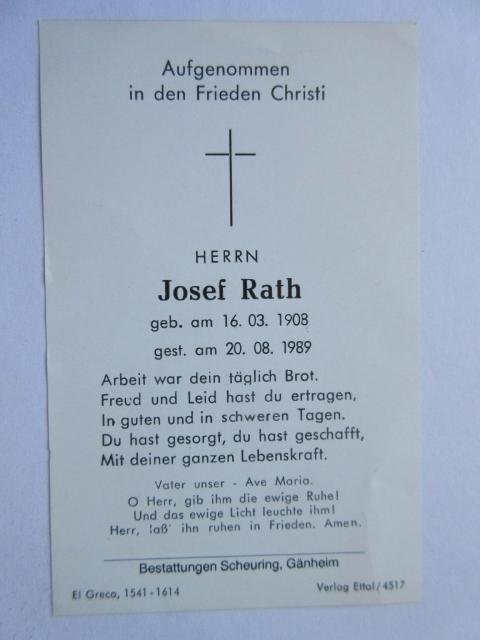 Aufgenommen
in den Frieden Christi
HERRN
Josef Rath
geb. am 16. 03. 1908
gest. am 20. 08. 1989
Arbeit war dein täglich Brot.
Freud und Leid hast du ertragen,
In guten und in schweren Tagen.
Du hast gesorgt, du hast geschafft,
Mit deiner ganzen Lebenskraft.
Vater unser - Ave Maria.
O Herr, gib ihm die ewige Ruhe!
Und das ewige Licht leuchte ihm!
Herr, laß' ihn ruhen in Frieden. Amen.
Bestattungen Scheuring, Gänheim
El Greco, 1541-1614
Verlag Ettal/4517